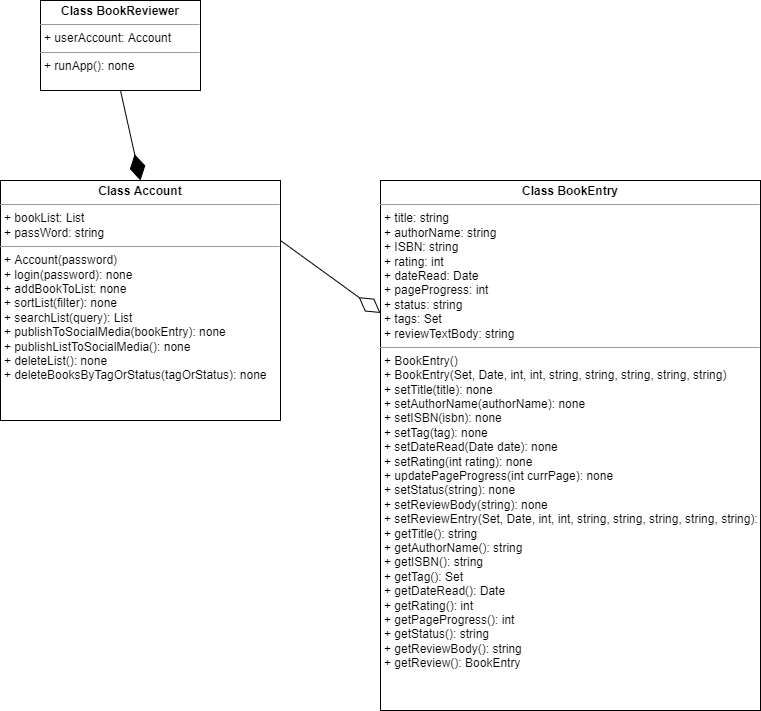 Class BookReviewer
+ userAccount: Account
+ runApp(): none
Class Account
+ bookList: List
+ passWord: string
+ Account(password)
+ login(password): none
+ addBookToList: none
+ sortList(filter): none
+ searchList(query): List
+ publishToSocialMedia(bookEntry): none
+ publishListToSocialMedia(): none
+ deleteList(): none
+ deleteBooksByTagOrStatus(tagOrStatus): none
Class BookEntry
+ title: string
+ authorName: string
+ ISBN: string
+ rating: int
+ dateRead: Date
+ pageProgress: int
+ status: string
+ tags: Set
+ reviewTextBody: string
+ BookEntry()
+ BookEntry(Set, Date, int, int, string, string, string, string, string)
+ setTitle(title): none
+ setAuthorName(authorName): none
+ setISBN(isbn): none
+ setTag(tag): none
+ setDateRead(Date date): none
+ setRating(int rating): none
+ updatePageProgress(int currPage): none
+ setStatus(string): none
+ setReviewBody(string): none
+ setReviewEntry(Set, Date, int, int, string, string, string, string, string):
+ getTitle(): string
+ getAuthorName(): string
+ getISBN(): string
+ getTag(): Set
+ getDateRead(): Date
+ getRating(): int
+ getPageProgress(): int
+ getStatus(): string
+ getReviewBody(): string
+ getReview(): BookEntry